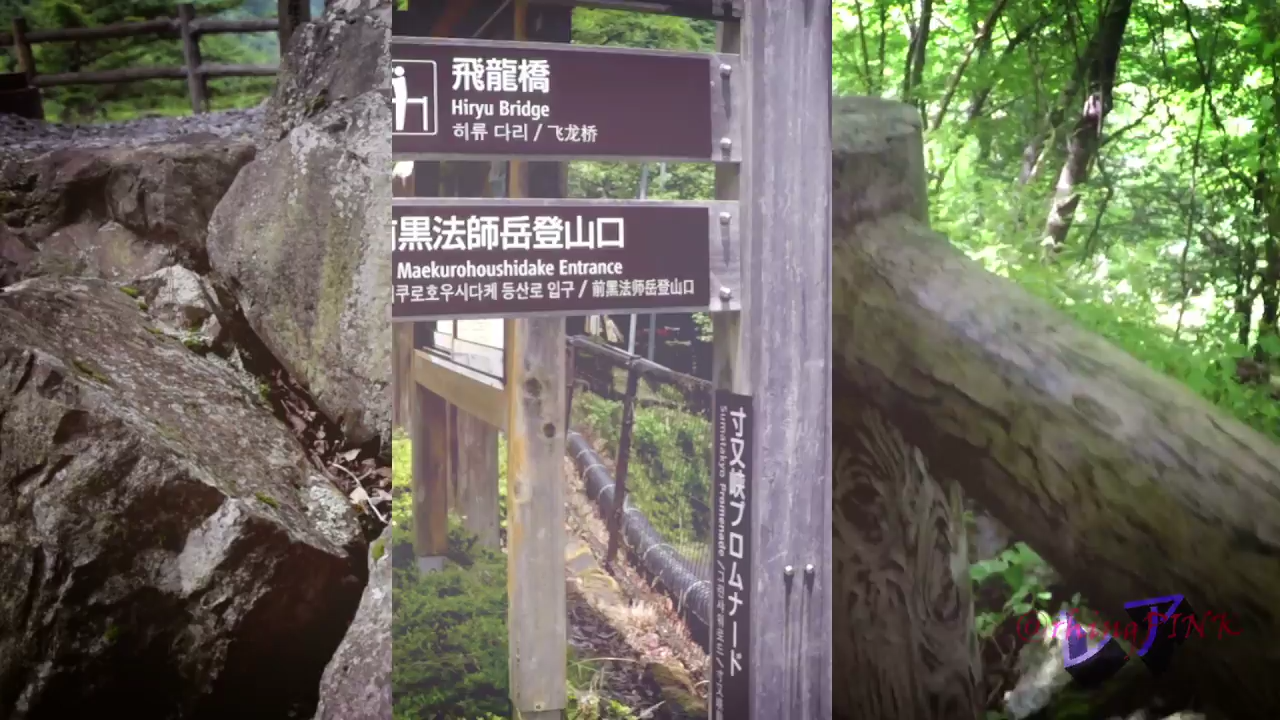 飛龍橋
Hiryu Bridge
히류 다리 / 飞龙桥
前黒法師岳登山口
Maekurohoushidake Entrance
쿠로호우시다케 등산로 입구 / 前黑法师岳登山口
寸又峡プロムナード
Sumatakyo Promenade